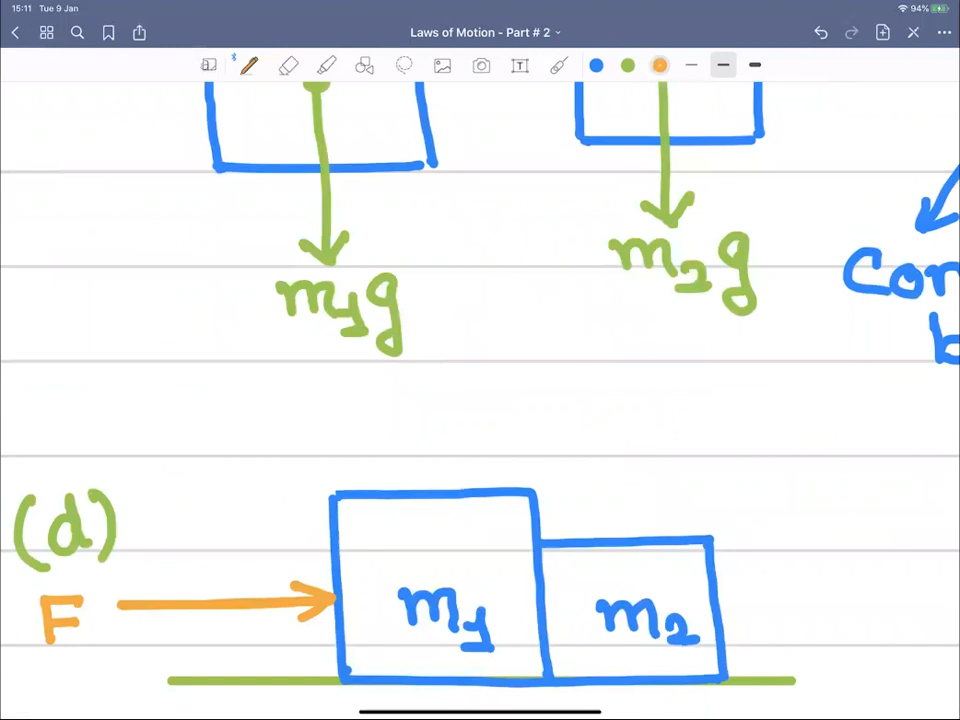 15:11 Tue 9 Jan
94%
Laws of Motion - Part # 2
T
m₁g
m₂g
Con
b
(d)
F
m₁
m₂